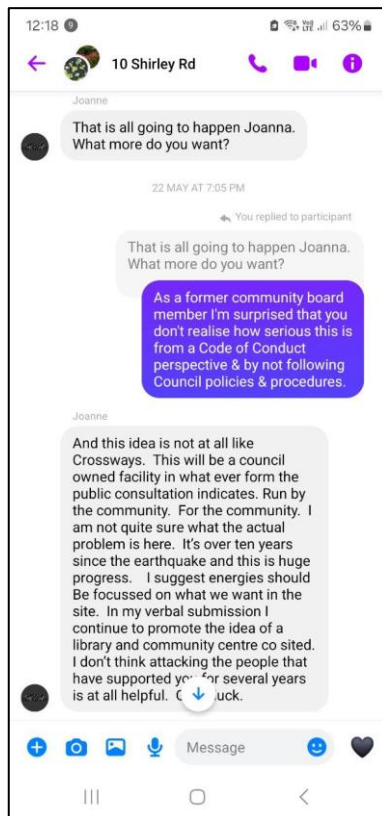 12:18 9 63%
10 Shirley Rd
Joanne
That is all going to happen Joanna.
What more do you want?
22 MAY AT 7:05 PM
You replied to participant
That is all going to happen Joanna.
What more do you want?
As a former community board
member I'm surprised that you
don't realise how serious this is
from a Code of Conduct
perspective & by not following
Council policies & procedures.
Joanne
And this idea is not at all like
Crossways. This will be a council
owned facility in what ever form the
public consultation indicates. Run by
the community. For the community. I
am not quite sure what the actual
problem is here. It's over ten years
since the earthquake and this is huge
progress. I suggest energies should
Be focussed on what we want in the
site. In my verbal submission I
continue to promote the idea of a
library and community centre co sited.
I don't think attacking the people that
have supported you for several years
is at all helpful. uck.
Message